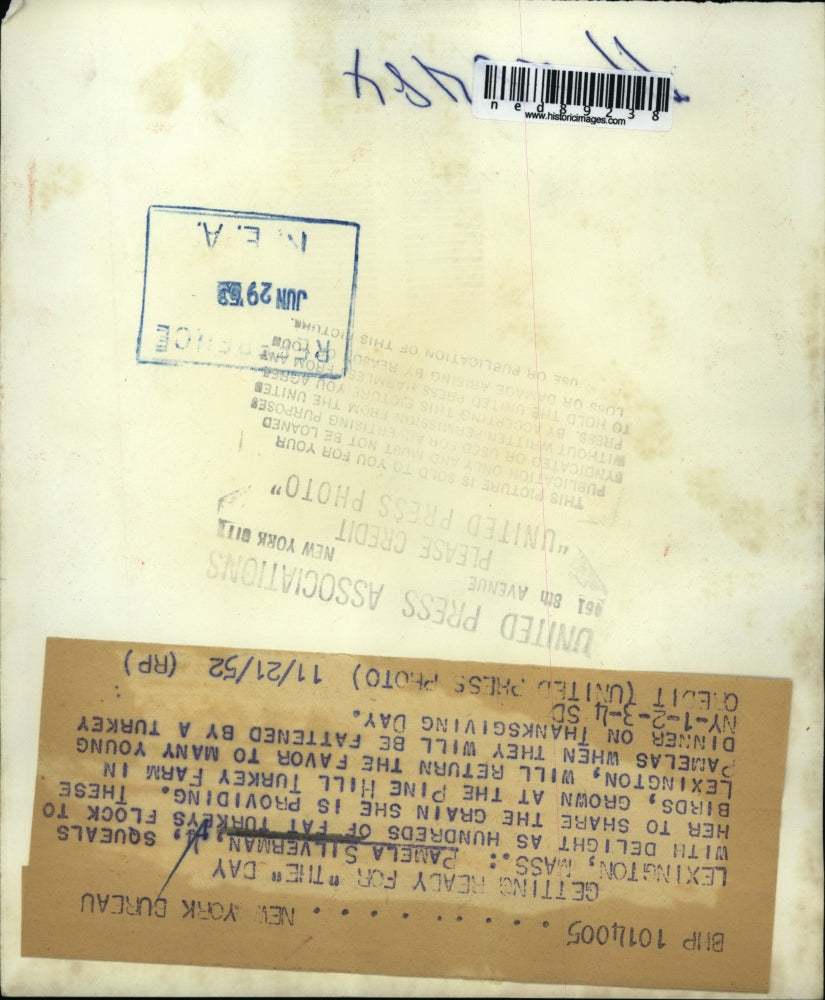 BHP 1014005 . . . . . . . . . NEW YORK BUREAU
GETTING READY FOR "THE" DAY
LEXINGTON, MASS.: PAMELA SILVERMAN, SQUEALS
WITH DELIGHT AS HUNDREDS OF FAT TURKEYS FLOCK TO
HER TO SHARE THE GRAIN SHE IS PROVIDING. THESE
BIRDS, GROWN AT THE PINE HILL TURKEY FARM IN
LEXINGTON, WILL RETURN THE FAVOR TO MANY YOUNG
PAMELAS WHEN THEY WILL BE FATTENED BY A TURKEY
DINNER ON THANKSGIVING DAY.
NY-1-2-3-4 SD
CREDIT (UNITED PRESS PHOTO) 11/21/52 (RP)
UNITED PRESS ASSOCIATIONS
461 8th AVENUE NEW YORK CITY
PLEASE CREDIT
"UNITED PRESS PHOTO"
THIS PICTURE IS SOLD TO YOU FOR YOUR
PUBLICATION ONLY AND MUST NOT BE LOANED
SYNDICATED OR USED FOR ADVERTISING PURPOSES
WITHOUT WRITTEN PERMISSION FROM THE UNITED
PRESS. BY ACCEPTING THIS PICTURE YOU AGREE
TO HOLD THE UNITED PRESS HARMLESS FROM ANY
LOSS OR DAMAGE ARISING BY REASON OF YOUR
USE OR PUBLICATION OF THIS PICTURE.
REFERENCE
JUN 29 '53
N. E. A.
ned89238
www.historicimages.com